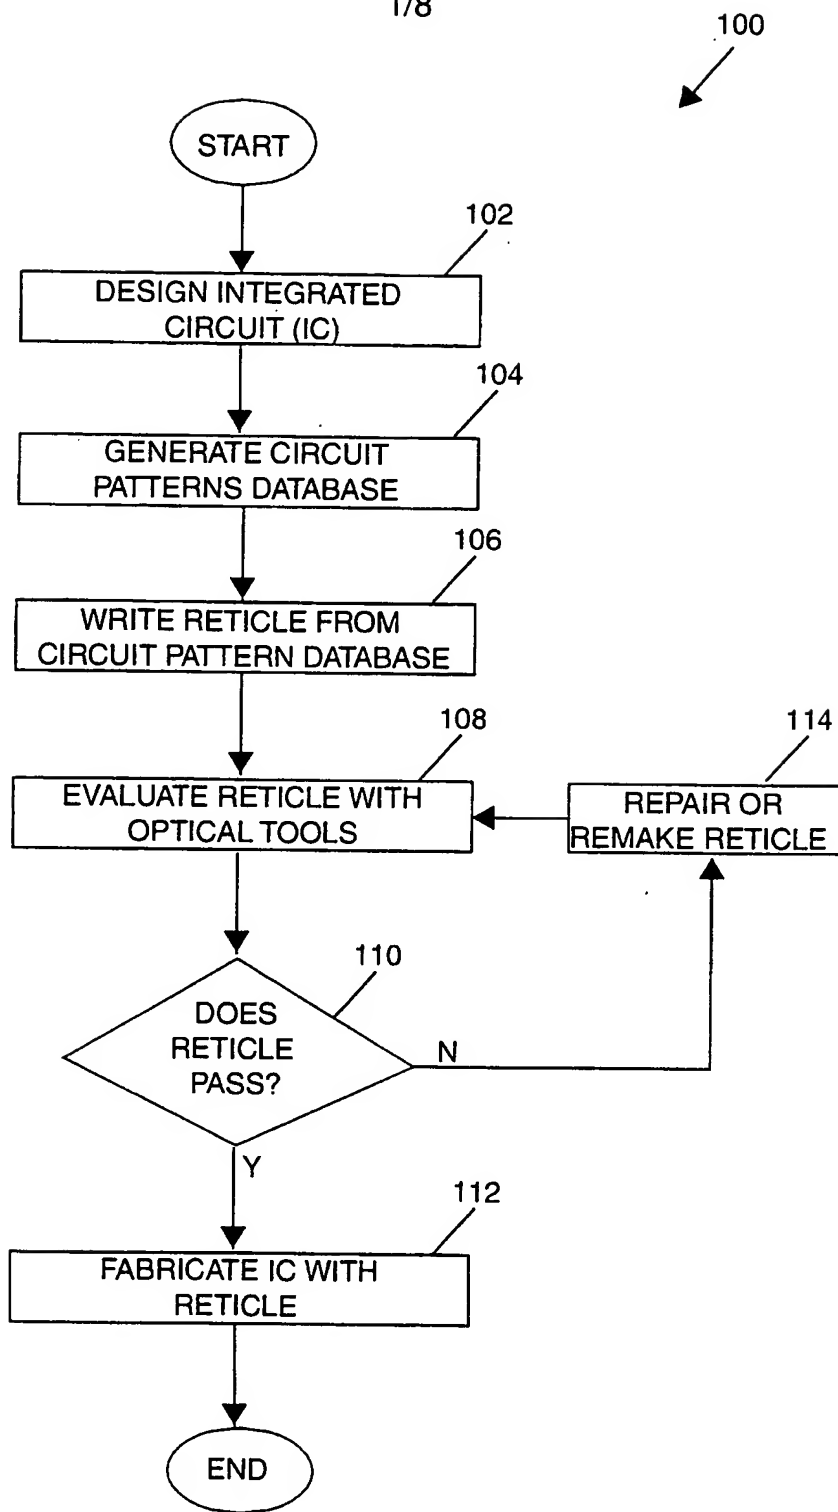 1/8
100
START
102
DESIGN INTEGRATED
CIRCUIT (IC)
104
GENERATE CIRCUIT
PATTERNS DATABASE
106
WRITE RETICLE FROM
CIRCUIT PATTERN DATABASE
108
EVALUATE RETICLE WITH
OPTICAL TOOLS
114
REPAIR OR
REMAKE RETICLE
110
DOES
RETICLE
PASS?
N
Y
112
FABRICATE IC WITH
RETICLE
END